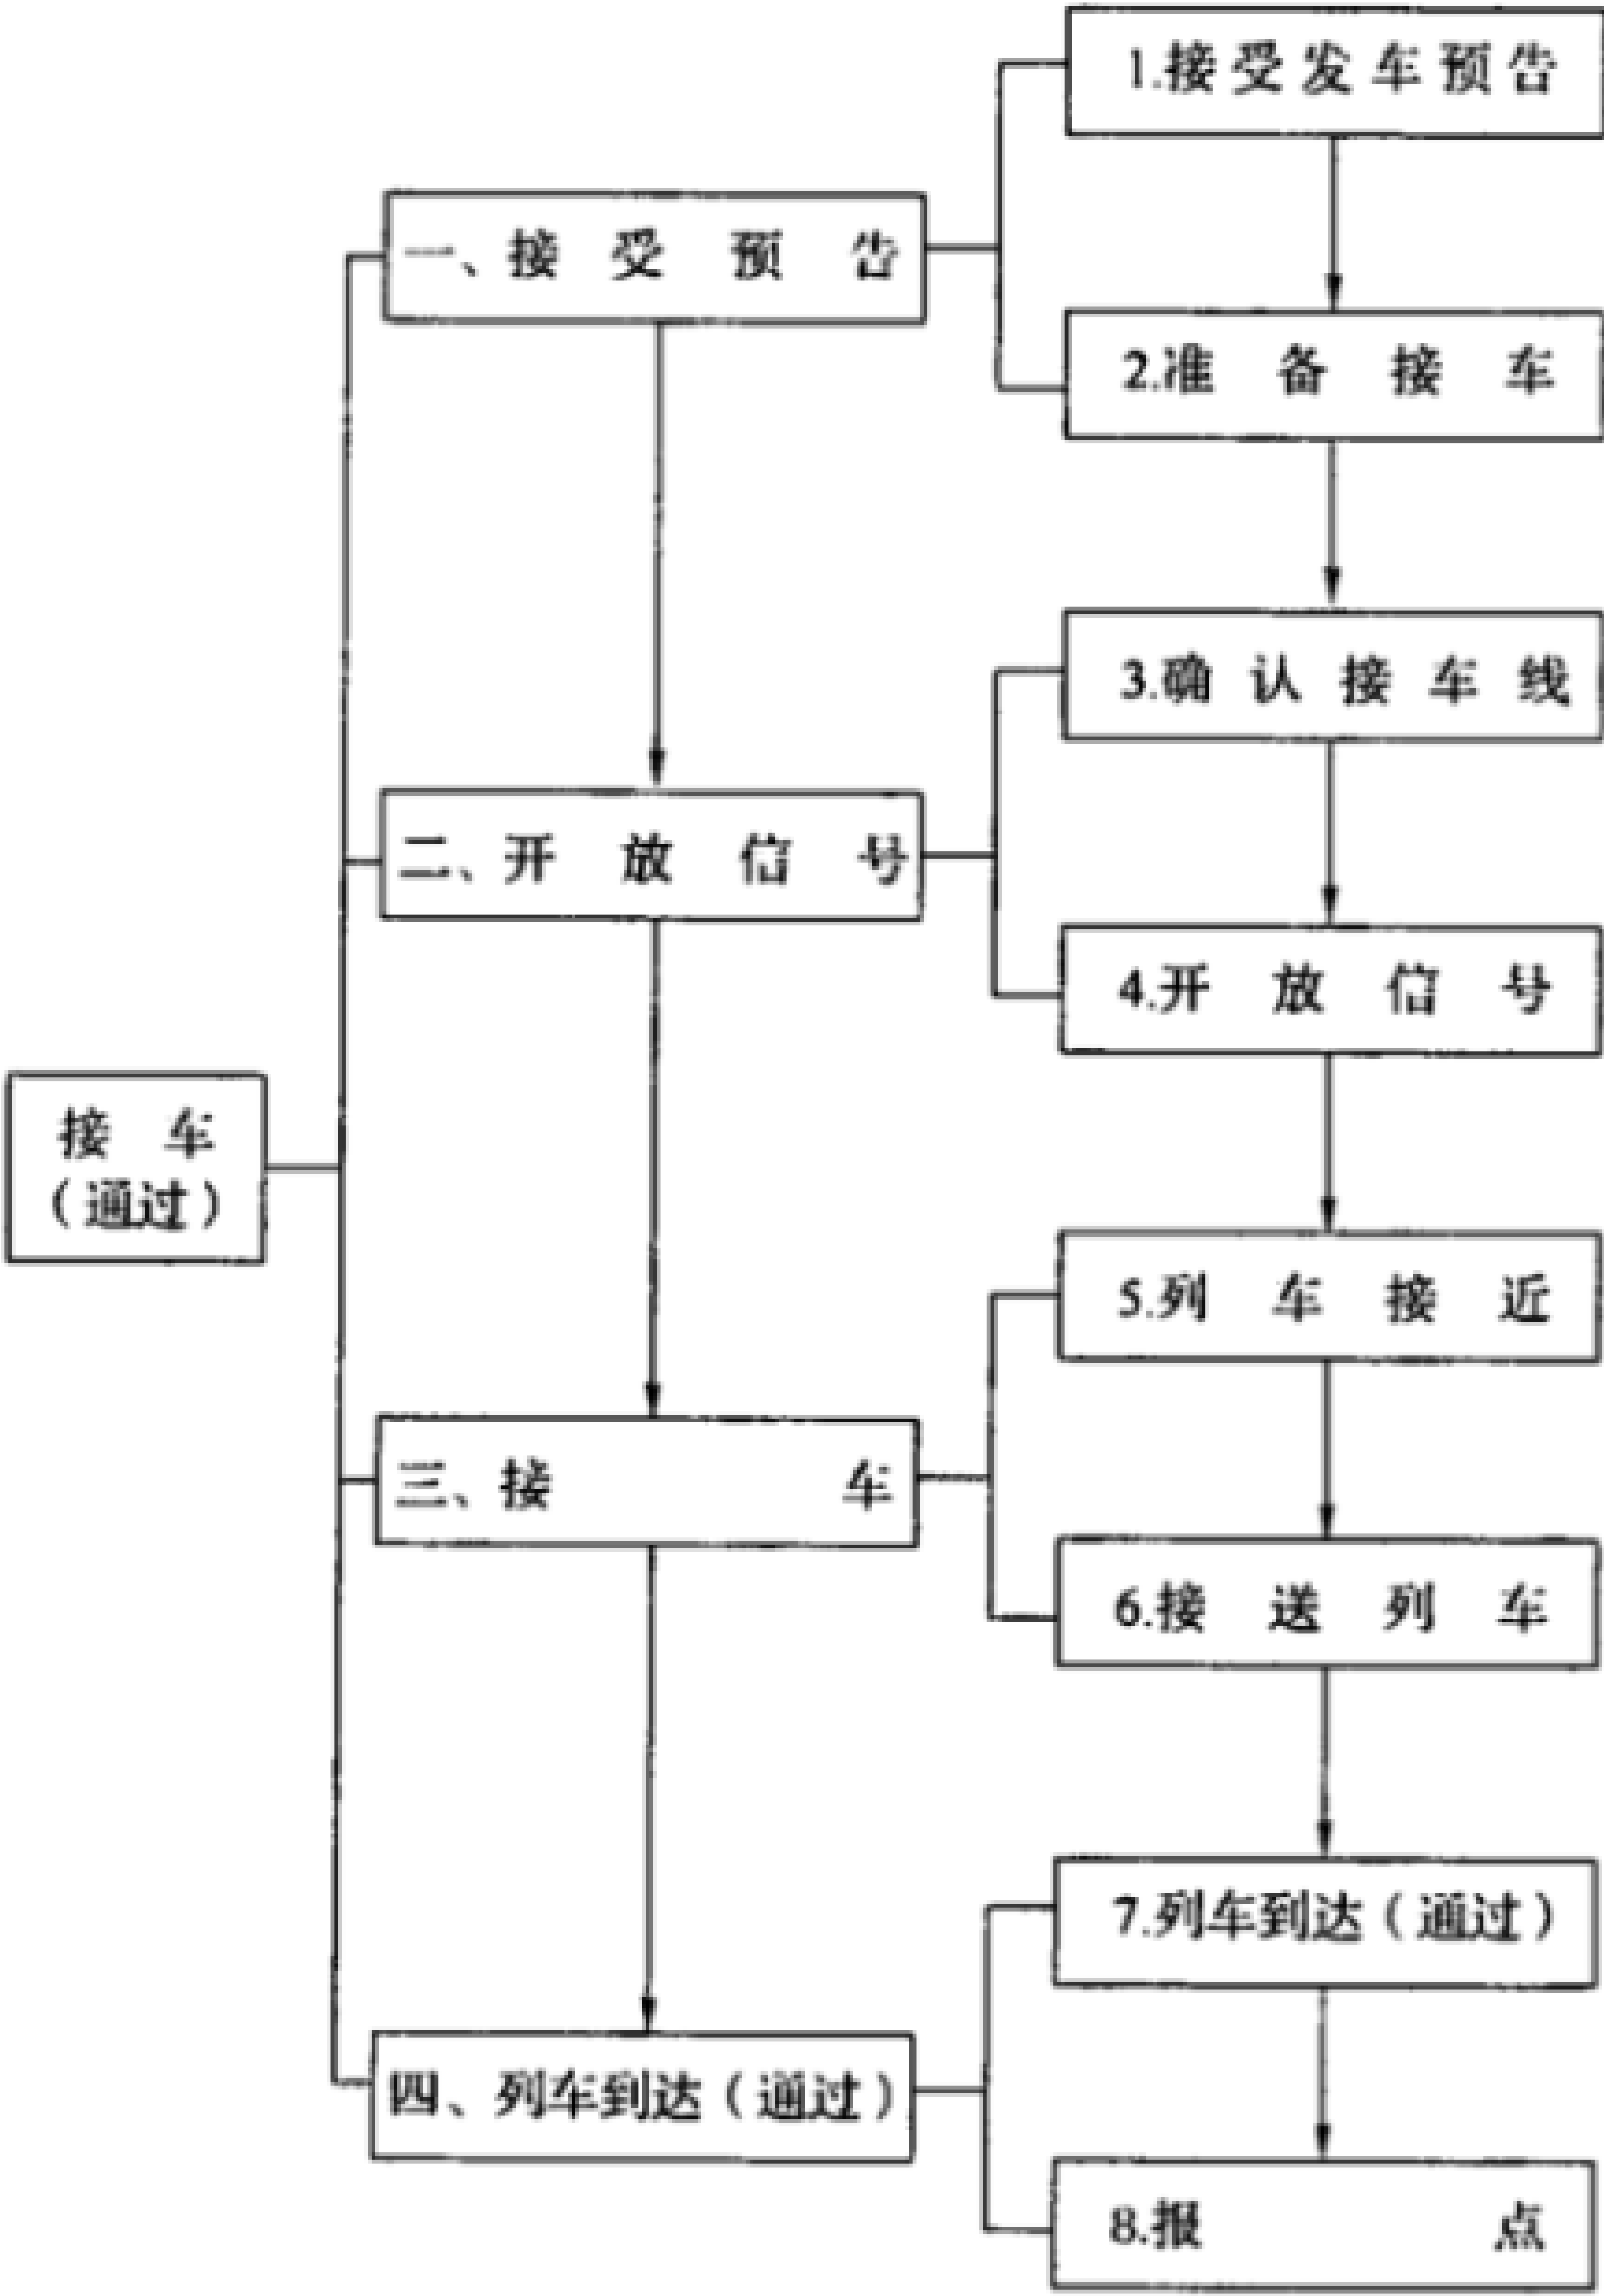 接车
（通过）
一、接受预告
1.接受发车预告
2.准备接车
二、开放信号
3.确认接车线
4.开放信号
三、接车
5.列车接近
6.接送列车
四、列车到达（通过）
7.列车到达（通过）
8.报点